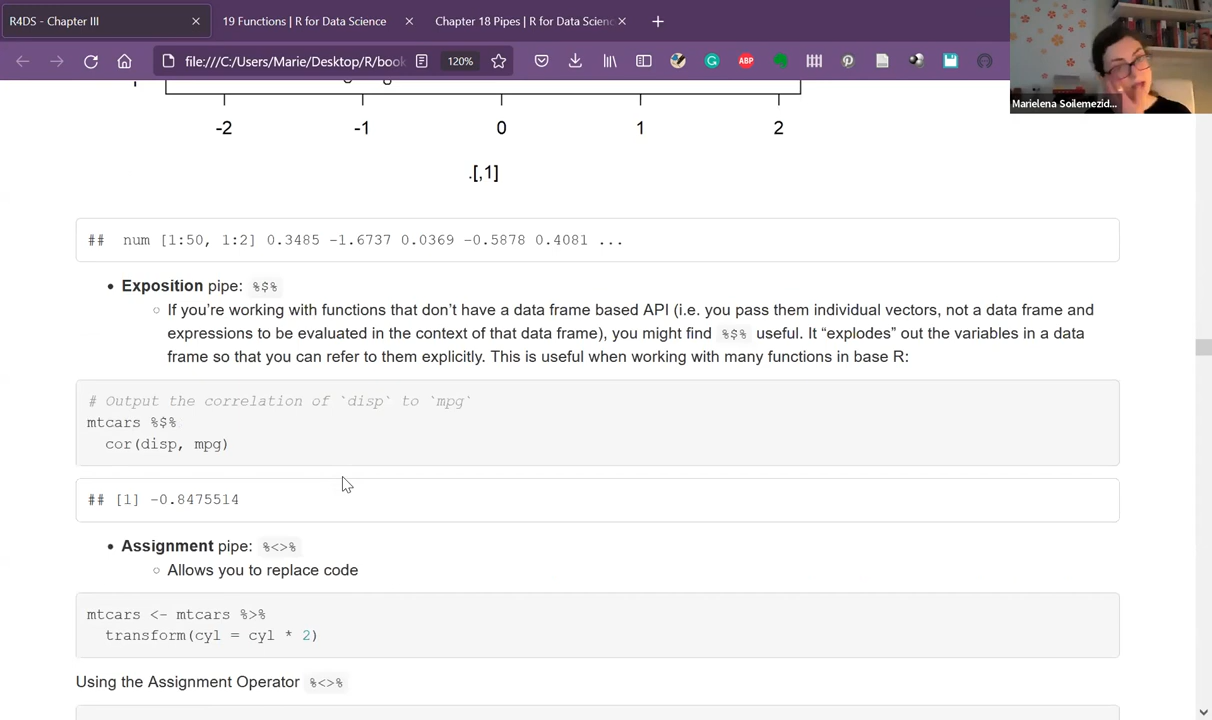 R4DS - Chapter III
19 Functions | R for Data Science
Chapter 18 Pipes | R for Data Scienc
file:///C:/Users/Marie/Desktop/R/book
120%
ABP
Marielena Soilemezid...
-2 -1 0 1 2
.[,1]
## num [1:50, 1:2] 0.3485 -1.6737 0.0369 -0.5878 0.4081 ...
Exposition pipe: %$%
If you’re working with functions that don’t have a data frame based API (i.e. you pass them individual vectors, not a data frame and
expressions to be evaluated in the context of that data frame), you might find %$% useful. It “explodes” out the variables in a data
frame so that you can refer to them explicitly. This is useful when working with many functions in base R:
# Output the correlation of `disp` to `mpg`
mtcars %$%
cor(disp, mpg)
## [1] -0.8475514
Assignment pipe: %<>%
Allows you to replace code
mtcars <- mtcars %>%
transform(cyl = cyl * 2)
Using the Assignment Operator %<>%